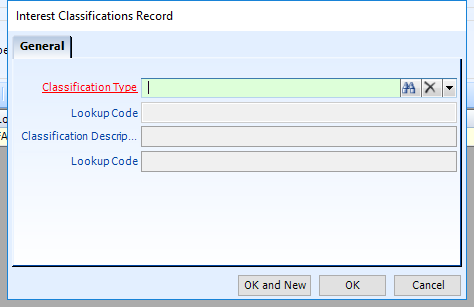 Interest Classifications Record
General
Classification Type
Lookup Code
Classification Descrip...
Lookup Code
OK and New OK Cancel